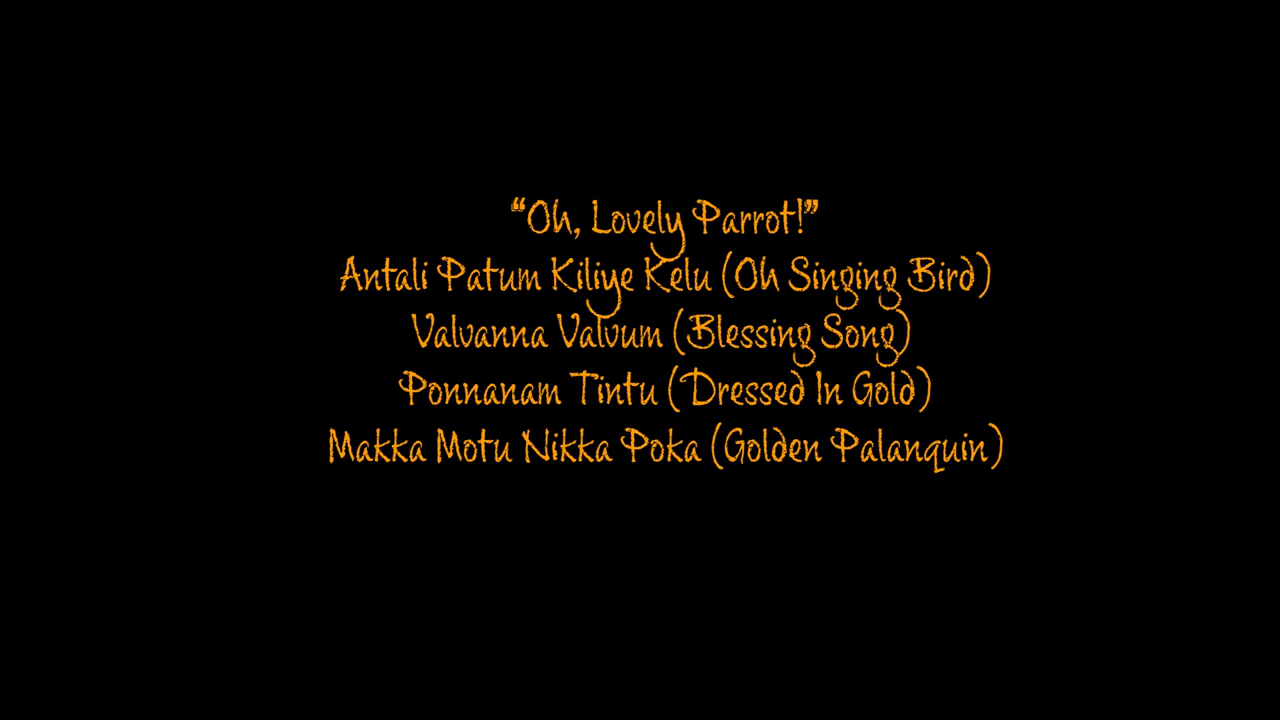 “Oh, Lovely Parrot!”
Antali Patum Kiliye Kelu (Oh Singing Bird)
Valvanna Valvum (Blessing Song)
Ponnanam Tintu (Dressed In Gold)
Makka Motu Nikka Poka (Golden Palanquin)